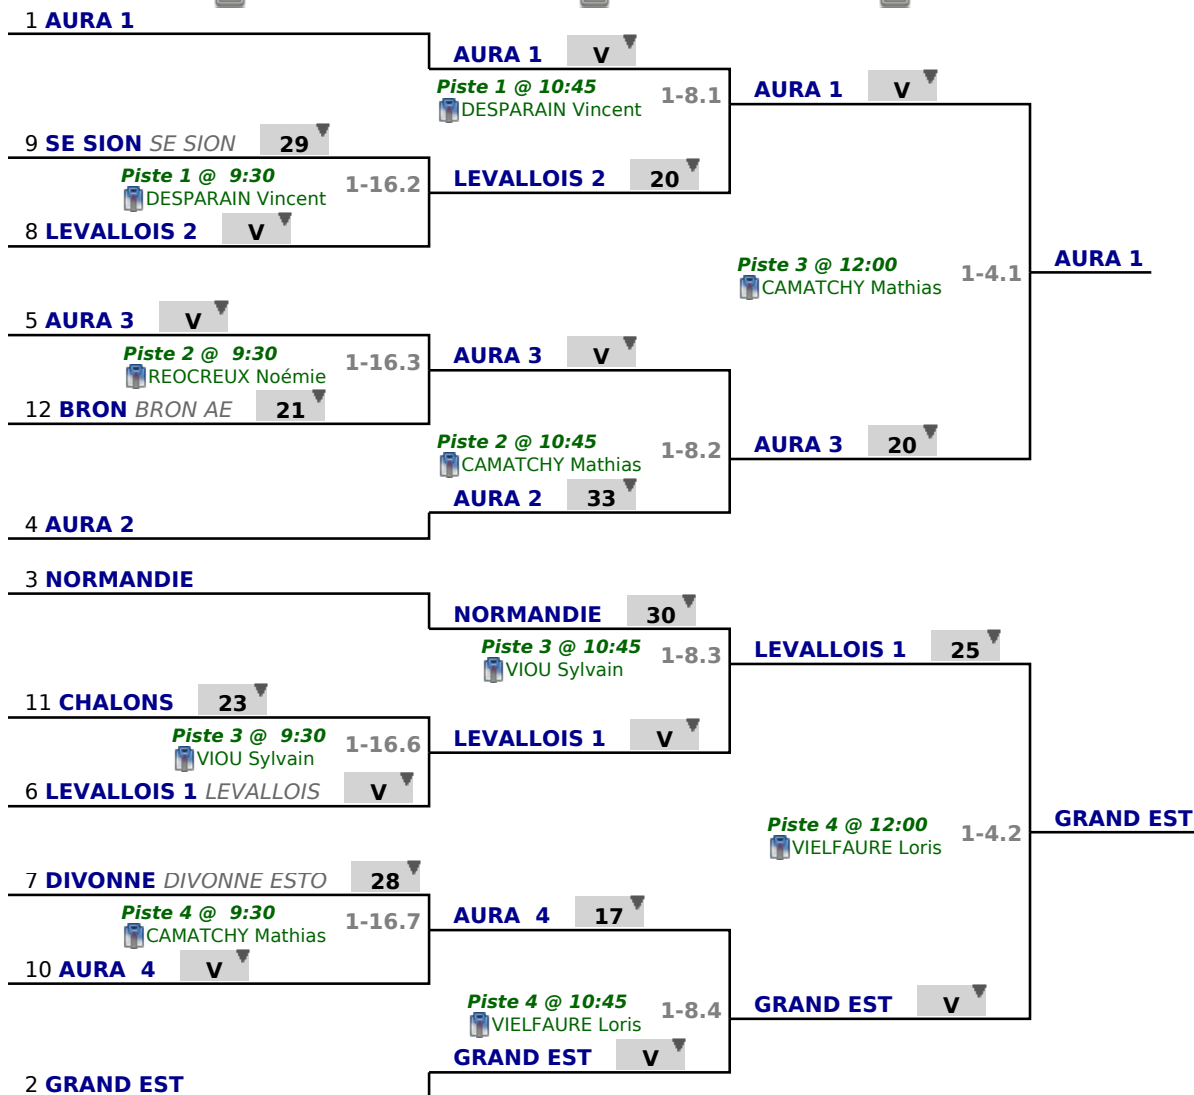 1 AURA 1
AURA 1 V
Piste 1 @ 10:45
DESPARAIN Vincent
1-8.1
AURA 1 V
9 SE SION SE SION 29
Piste 1 @ 9:30
DESPARAIN Vincent
1-16.2
LEVALLOIS 2 20
8 LEVALLOIS 2 V
Piste 3 @ 12:00
CAMATCHY Mathias
1-4.1
AURA 1
5 AURA 3 V
Piste 2 @ 9:30
REOCREUX Noémie
1-16.3
AURA 3 V
12 BRON BRON AE 21
Piste 2 @ 10:45
CAMATCHY Mathias
1-8.2
AURA 3 20
AURA 2 33
4 AURA 2
3 NORMANDIE
NORMANDIE 30
Piste 3 @ 10:45
VIOU Sylvain
1-8.3
LEVALLOIS 1 25
11 CHALONS 23
Piste 3 @ 9:30
VIOU Sylvain
1-16.6
LEVALLOIS 1 V
6 LEVALLOIS 1 LEVALLOIS V
Piste 4 @ 12:00
VIELFAURE Loris
1-4.2
GRAND EST
7 DIVONNE DIVONNE ESTO 28
Piste 4 @ 9:30
CAMATCHY Mathias
1-16.7
AURA 4 17
10 AURA 4 V
Piste 4 @ 10:45
VIELFAURE Loris
1-8.4
GRAND EST V
GRAND EST V
2 GRAND EST